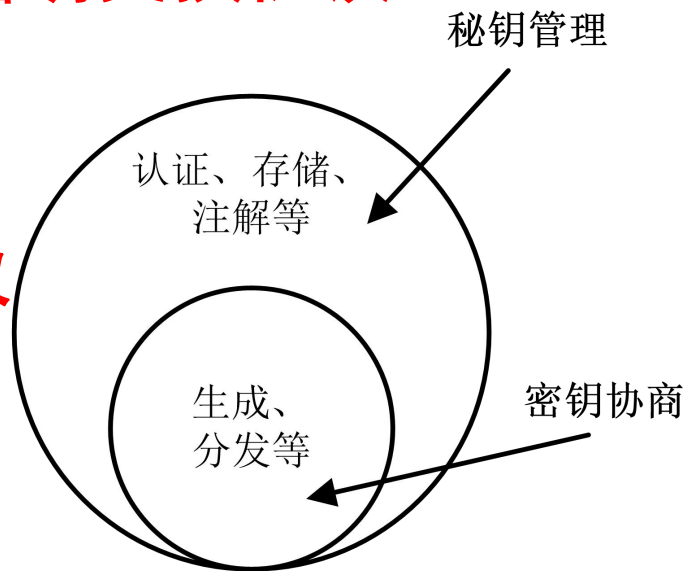 秘钥管理
认证、存储、
注解等
生成、
分发等
密钥协商